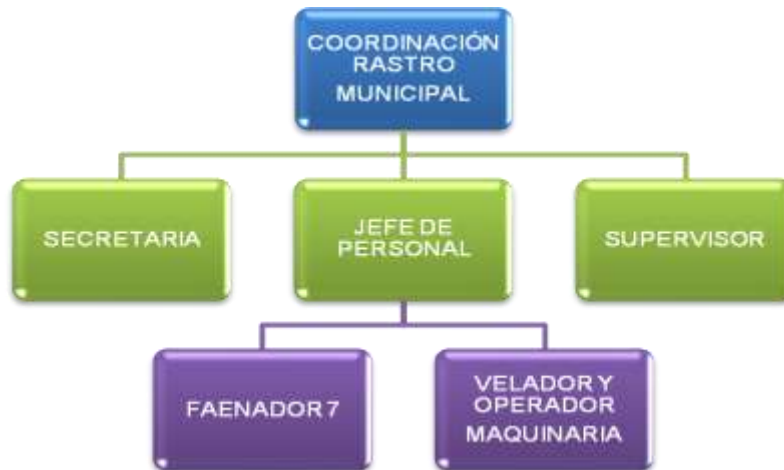 COORDINACIÓN
RASTRO
MUNICIPAL
SECRETARIA
JEFE DE
PERSONAL
SUPERVISOR
FAENADOR 7
VELADOR Y
OPERADOR
MAQUINARIA